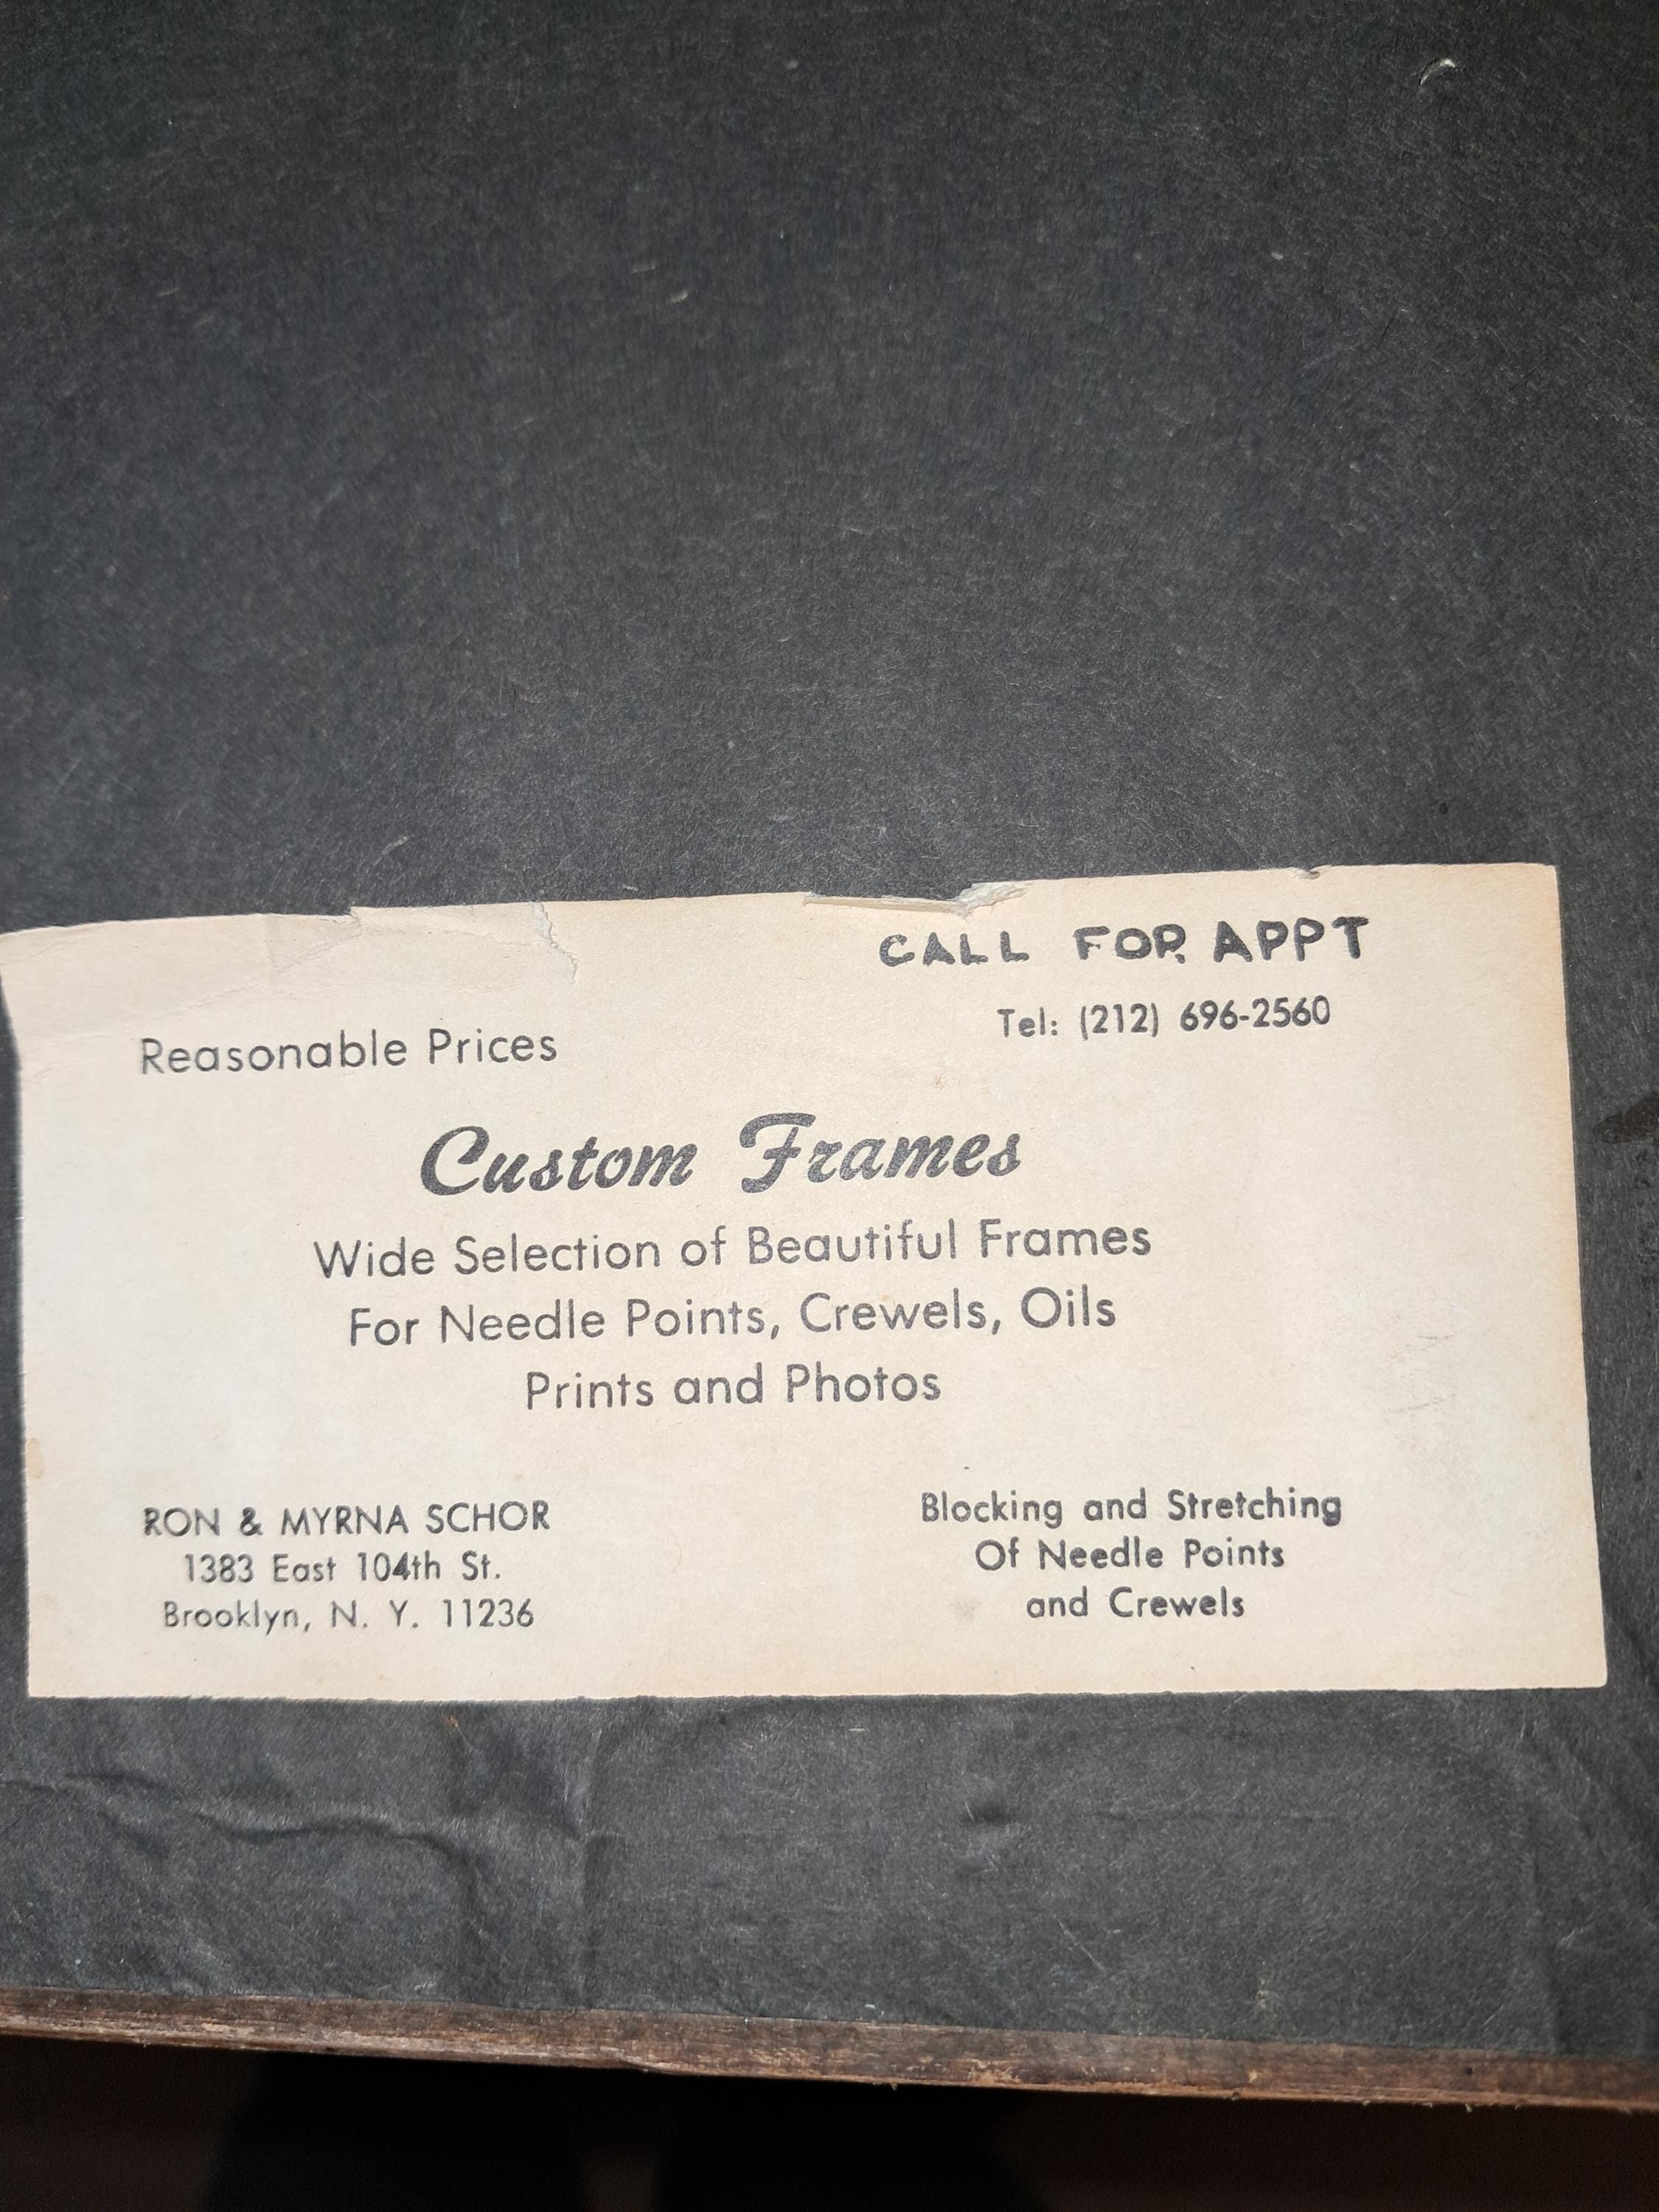 CALL FOR APPT
Tel: (212) 696-2560
Reasonable Prices
Custom Frames
Wide Selection of Beautiful Frames
For Needle Points, Crewels, Oils
Prints and Photos
RON & MYRNA SCHOR
1383 East 104th St.
Brooklyn, N. Y. 11236
Blocking and Stretching
Of Needle Points
and Crewels